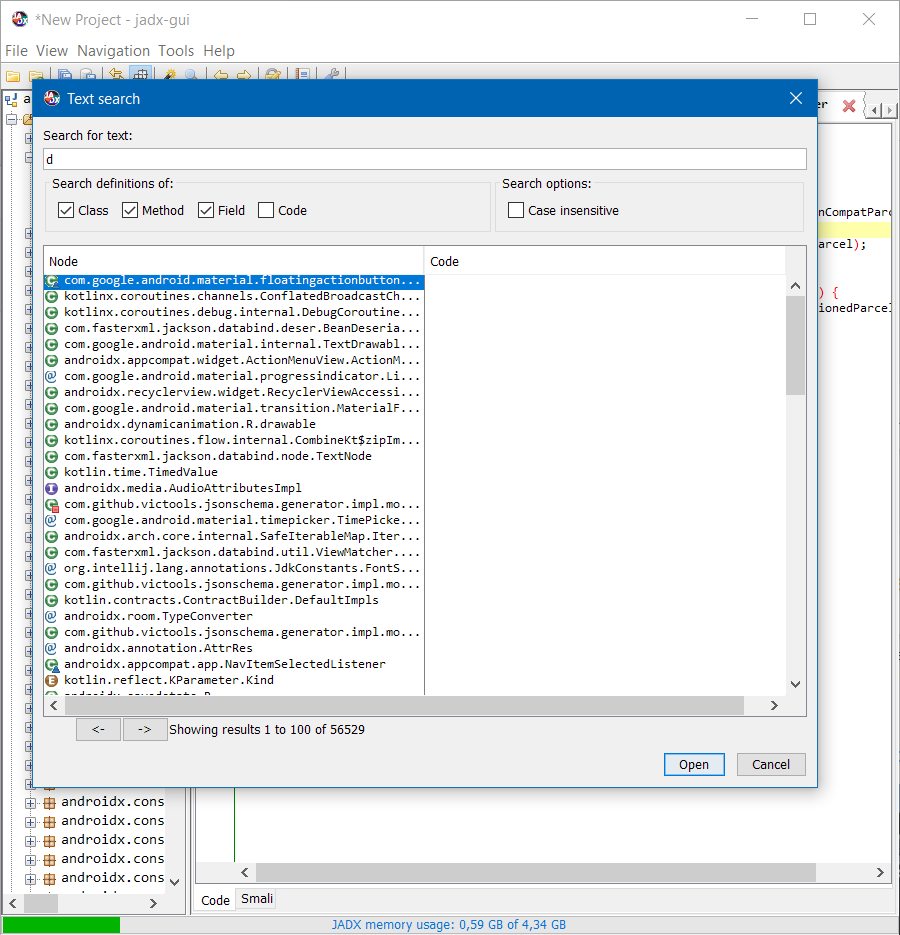 *New Project - jadx-gui
File View Navigation Tools Help
a
er
Text search
Search for text:
d
Search definitions of:
Class Method Field Code
Search options:
Case insensitive
nCompatParc
arcel);
) {
ionedParcel
Node Code
com.google.android.material.floatingactionbutton...
kotlinx.coroutines.channels.ConflatedBroadcastCh...
kotlinx.coroutines.debug.internal.DebugCoroutine...
com.fasterxml.jackson.databind.deser.BeanDeseria...
com.google.android.material.internal.TextDrawabl...
androidx.appcompat.widget.ActionMenuView.ActionM...
com.google.android.material.progressindicator.Li...
androidx.recyclerview.widget.RecyclerViewAccessi...
com.google.android.material.transition.MaterialF...
androidx.dynamicanimation.R.drawable
kotlinx.coroutines.flow.internal.CombineKt$zipIm...
com.fasterxml.jackson.databind.node.TextNode
kotlin.time.TimedValue
androidx.media.AudioAttributesImpl
com.github.victools.jsonschema.generator.impl.mo...
com.google.android.material.timepicker.TimePicke...
androidx.arch.core.internal.SafeIterableMap.Iter...
com.fasterxml.jackson.databind.util.ViewMatcher....
org.intellij.lang.annotations.JdkConstants.FontS...
com.github.victools.jsonschema.generator.impl.mo...
kotlin.contracts.ContractBuilder.DefaultImpls
androidx.room.TypeConverter
com.github.victools.jsonschema.generator.impl.mo...
androidx.annotation.AttrRes
androidx.appcompat.app.NavItemSelectedListener
kotlin.reflect.KParameter.Kind
<- -> Showing results 1 to 100 of 56529
Open Cancel
androidx.cons
androidx.cons
androidx.cons
androidx.cons
androidx.cons
Code Smali
JADX memory usage: 0,59 GB of 4,34 GB